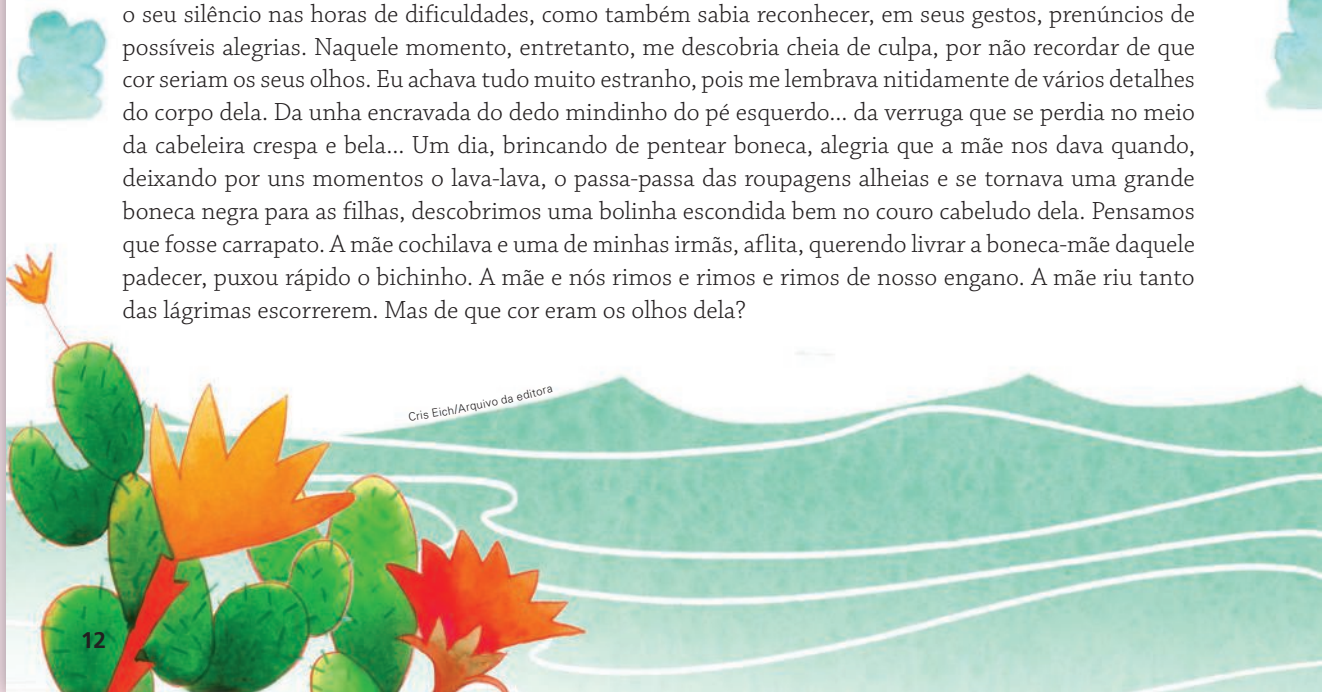 o seu silêncio nas horas de dificuldades, como também sabia reconhecer, em seus gestos, prenúncios de
possíveis alegrias. Naquele momento, entretanto, me descobria cheia de culpa, por não recordar de que
cor seriam os seus olhos. Eu achava tudo muito estranho, pois me lembrava nitidamente de vários detalhes
do corpo dela. Da unha encravada do dedo mindinho do pé esquerdo... da verruga que se perdia no meio
da cabeleira crespa e bela... Um dia, brincando de pentear boneca, alegria que a mãe nos dava quando,
deixando por uns momentos o lava-lava, o passa-passa das roupagens alheias e se tornava uma grande
boneca negra para as filhas, descobrimos uma bolinha escondida bem no couro cabeludo dela. Pensamos
que fosse carrapato. A mãe cochilava e uma de minhas irmãs, aflita, querendo livrar a boneca-mãe daquele
padecer, puxou rápido o bichinho. A mãe e nós rimos e rimos e rimos de nosso engano. A mãe riu tanto
das lágrimas escorrerem. Mas de que cor eram os olhos dela?
Cris Eich/Arquivo da editora
12